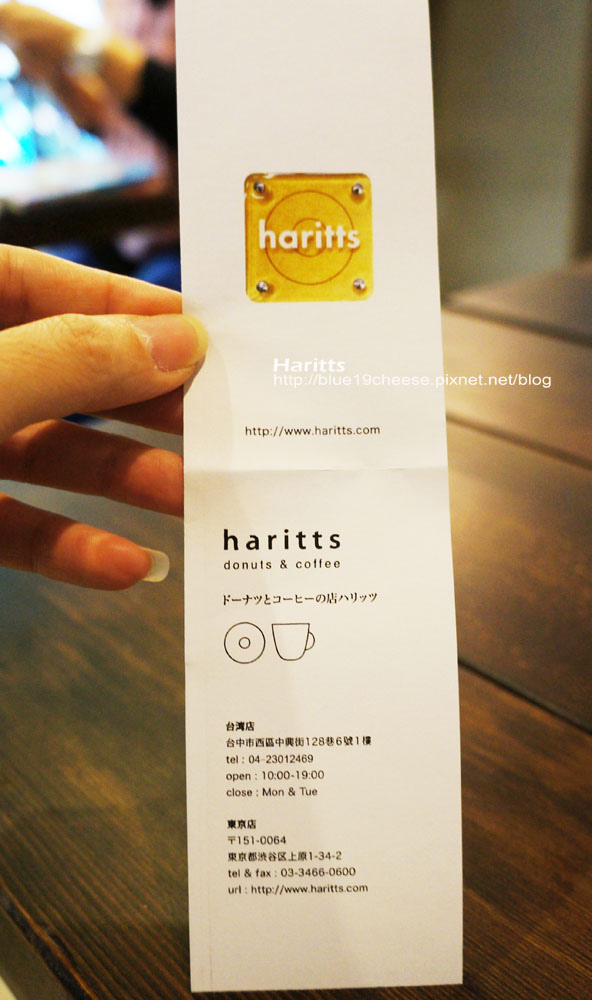 haritts
Haritts
http://blue19cheese.pixnet.net/blog
http://www.haritts.com
haritts
donuts & coffee
ドーナツとコーヒーの店ハリッツ
台湾店
台中市西區中興街128巷6號1樓
tel : 04-23012469
open : 10:00-19:00
close : Mon & Tue
東京店
〒151-0064
東京都渋谷区上原1-34-2
tel & fax : 03-3466-0600
url : http://www.haritts.com